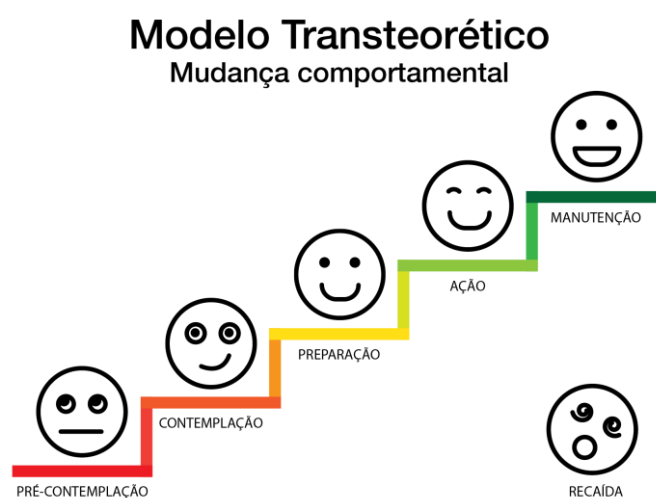 Modelo Transteorético
Mudança comportamental
MANUTENÇÃO
AÇÃO
PREPARAÇÃO
CONTEMPLAÇÃO
PRÉ-CONTEMPLAÇÃO
RECAÍDA